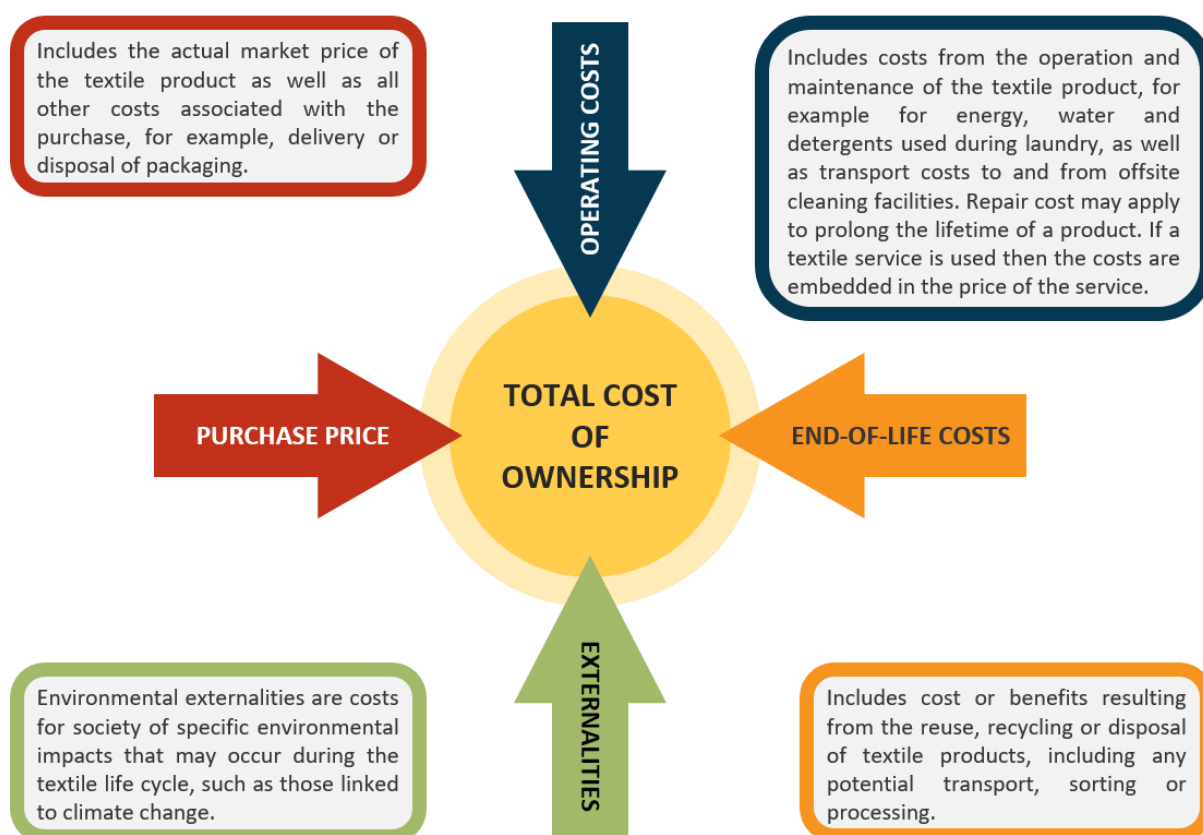 Includes the actual market price of
the textile product as well as all
other costs associated with the
purchase, for example, delivery or
disposal of packaging.
OPERATING COSTS
Includes costs from the operation and
maintenance of the textile product, for
example for energy, water and
detergents used during laundry, as well
as transport costs to and from offsite
cleaning facilities. Repair cost may apply
to prolong the lifetime of a product. If a
textile service is used then the costs are
embedded in the price of the service.
PURCHASE PRICE
TOTAL COST
OF
OWNERSHIP
END-OF-LIFE COSTS
EXTERNALITIES
Environmental externalities are costs
for society of specific environmental
impacts that may occur during the
textile life cycle, such as those linked
to climate change.
Includes cost or benefits resulting
from the reuse, recycling or disposal
of textile products, including any
potential transport, sorting or
processing.